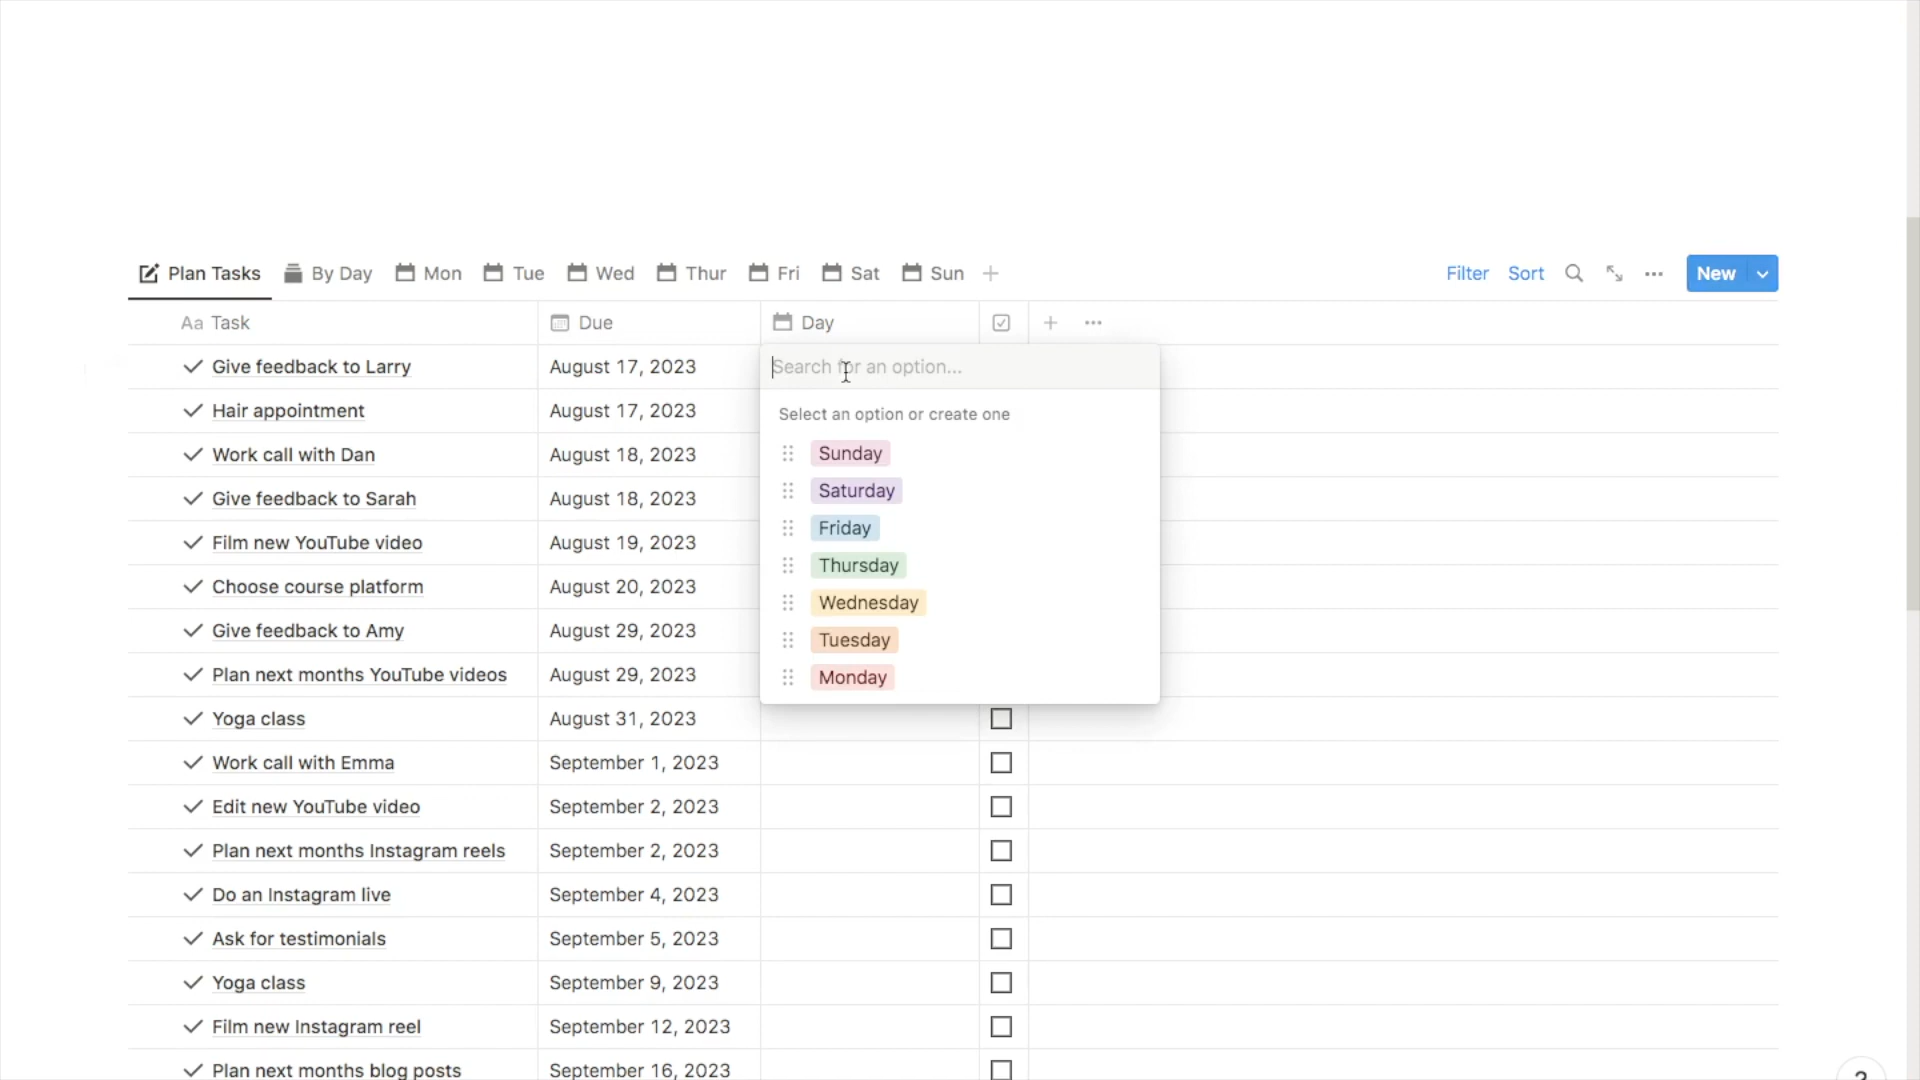 Plan Tasks By Day Mon Tue Wed Thur Fri Sat Sun Filter Sort New
Aa Task Due Day
Give feedback to Larry August 17, 2023 Search for an option...
Hair appointment August 17, 2023 Select an option or create one
Work call with Dan August 18, 2023 Sunday
Give feedback to Sarah August 18, 2023 Saturday
Film new YouTube video August 19, 2023 Friday
Choose course platform August 20, 2023 Thursday
Give feedback to Amy August 29, 2023 Wednesday
Tuesday
Plan next months YouTube videos August 29, 2023 Monday
Yoga class August 31, 2023
Work call with Emma September 1, 2023
Edit new YouTube video September 2, 2023
Plan next months Instagram reels September 2, 2023
Do an Instagram live September 4, 2023
Ask for testimonials September 5, 2023
Yoga class September 9, 2023
Film new Instagram reel September 12, 2023
Plan next months blog posts September 16, 2023
?